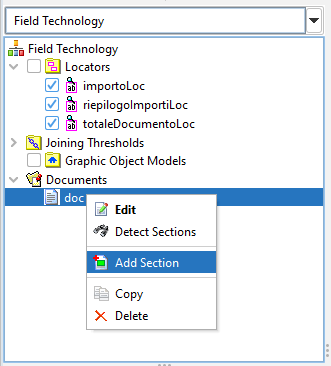 Field Technology
Field Technology
Locators
importoLoc
riepilogoImportiLoc
totaleDocumentoLoc
Joining Thresholds
Graphic Object Models
Documents
doc
Edit
Detect Sections
Add Section
Copy
Delete